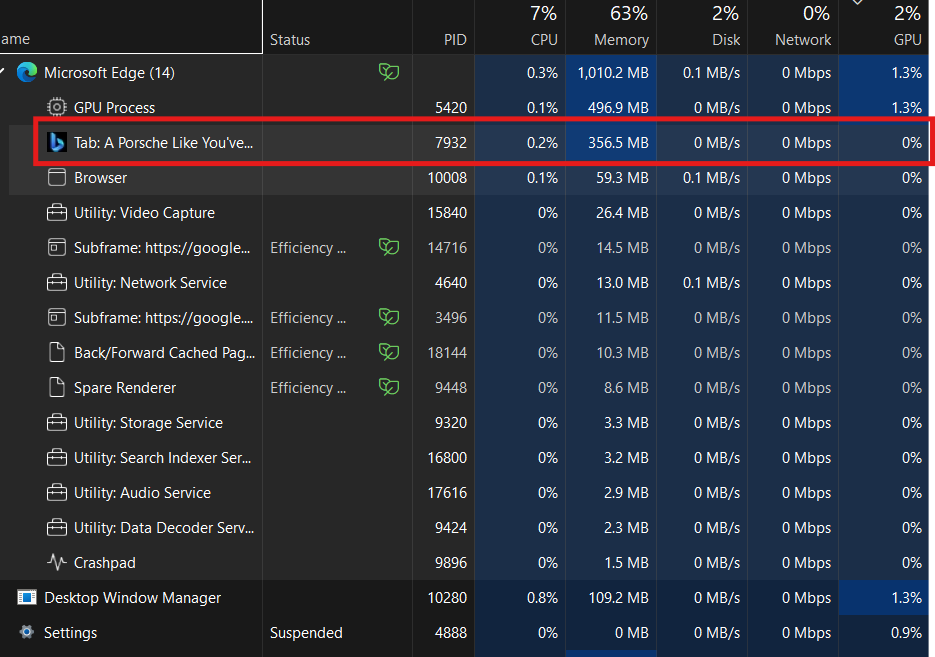 7% 63% 2% 0% 2%
ame Status PID CPU Memory Disk Network GPU
Microsoft Edge (14) 0.3% 1,010.2 MB 0.1 MB/s 0 Mbps 1.3%
GPU Process 5420 0.1% 496.9 MB 0 MB/s 0 Mbps 1.3%
Tab: A Porsche Like You've... 7932 0.2% 356.5 MB 0 MB/s 0 Mbps 0%
Browser 10008 0.1% 59.3 MB 0.1 MB/s 0 Mbps 0%
Utility: Video Capture 15840 0% 26.4 MB 0 MB/s 0 Mbps 0%
Subframe: https://google... Efficiency ... 14716 0% 14.5 MB 0 MB/s 0 Mbps 0%
Utility: Network Service 4640 0% 13.0 MB 0.1 MB/s 0 Mbps 0%
Subframe: https://google.... Efficiency ... 3496 0% 11.5 MB 0 MB/s 0 Mbps 0%
Back/Forward Cached Pag... Efficiency ... 18144 0% 10.3 MB 0 MB/s 0 Mbps 0%
Spare Renderer Efficiency ... 9448 0% 8.6 MB 0 MB/s 0 Mbps 0%
Utility: Storage Service 9320 0% 3.3 MB 0 MB/s 0 Mbps 0%
Utility: Search Indexer Ser... 16800 0% 3.2 MB 0 MB/s 0 Mbps 0%
Utility: Audio Service 17616 0% 2.9 MB 0 MB/s 0 Mbps 0%
Utility: Data Decoder Serv... 9424 0% 2.3 MB 0 MB/s 0 Mbps 0%
Crashpad 9896 0% 1.5 MB 0 MB/s 0 Mbps 0%
Desktop Window Manager 10280 0.8% 109.2 MB 0 MB/s 0 Mbps 1.3%
Settings Suspended 4888 0% 0 MB 0 MB/s 0 Mbps 0.9%